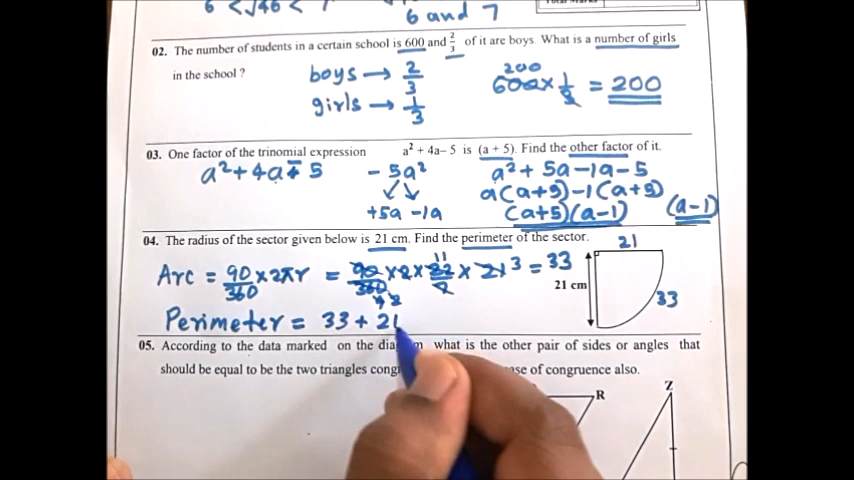 6 < √46 < 7
6 and 7
02. The number of students in a certain school is 600 and 2/3 of it are boys. What is a number of girls
in the school ?
boys → 2/3
girls → 1/3
200
600 × 1/3 = 200
03. One factor of the trinomial expression a² + 4a – 5 is (a + 5). Find the other factor of it.
a² + 4a – 5
– 5a²
+5a –1a
a² + 5a – 1a – 5
a(a+5) –1(a+5)
(a+5)(a–1)
(a–1)
04. The radius of the sector given below is 21 cm. Find the perimeter of the sector.
21
Arc = 90/360 × 2πr = 90/360 × 2 × 22/7 × 21 3 = 33
11
4 2
21 cm
33
Perimeter = 33 + 21
05. According to the data marked on the what is the other pair of sides or angles that
should be equal to be the two triangles of congruence also.
R
Z